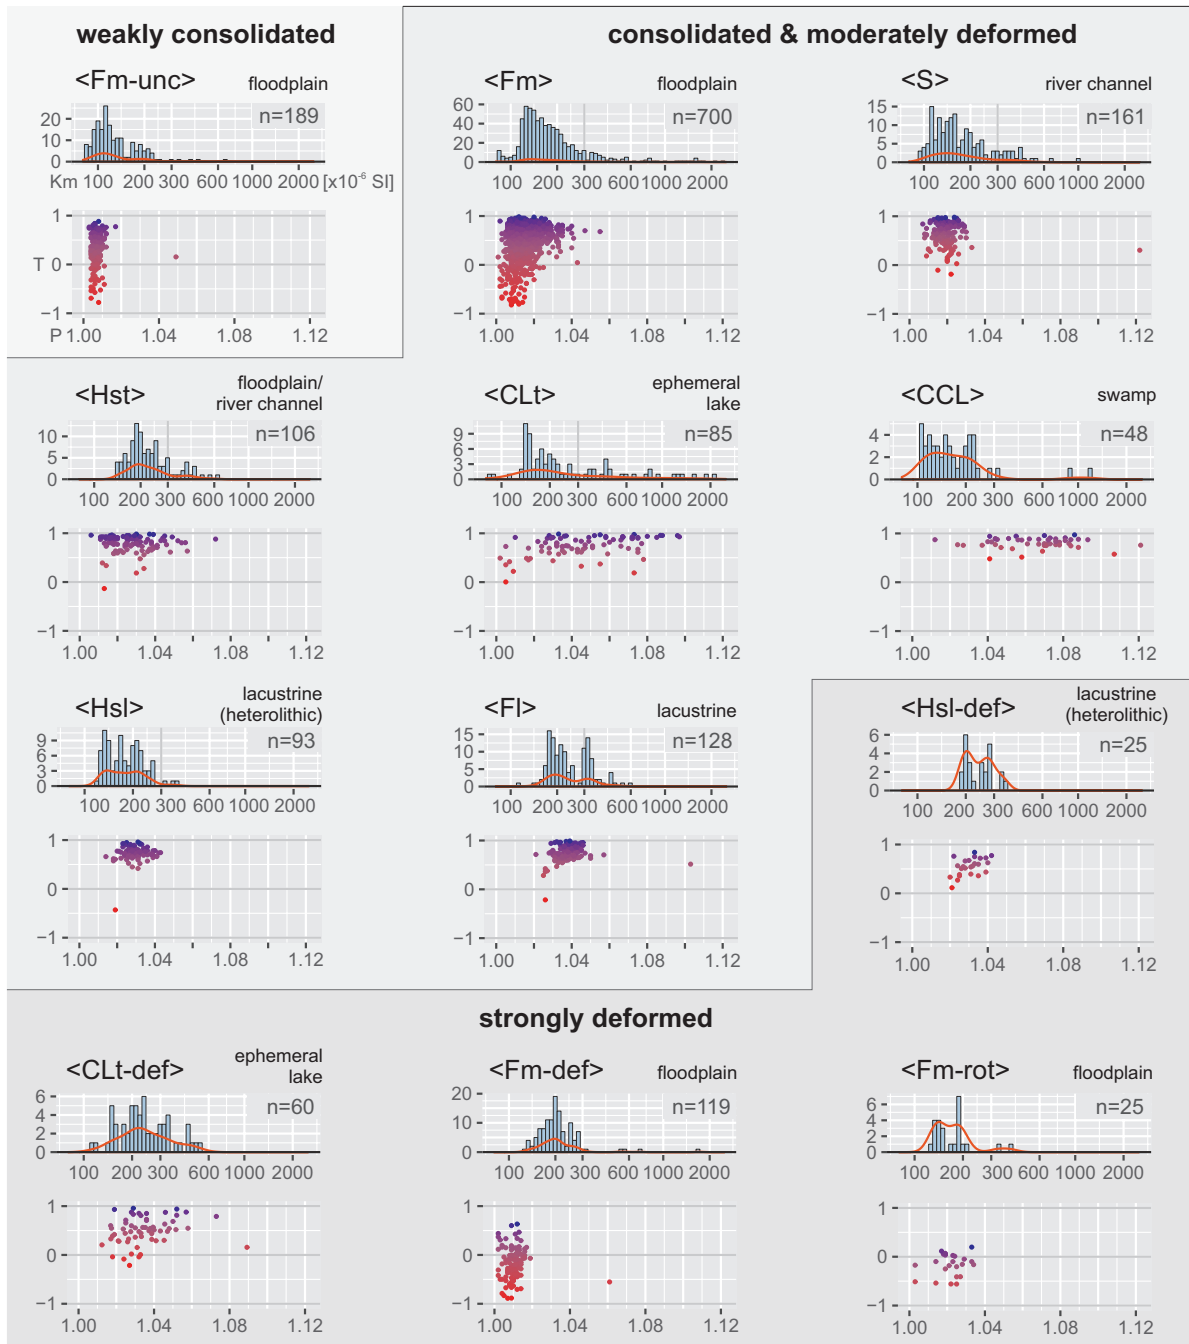 weakly consolidated
consolidated & moderately deformed
<Fm-unc> floodplain
n=189
20
10
0
Km 100 200 300 600 1000 2000 [x10⁻⁶ SI]
1
T 0
−1
P 1.00 1.04 1.08 1.12
<Fm> floodplain
n=700
60
40
20
0
100 200 300 600 1000 2000
1
0
−1
1.00 1.04 1.08 1.12
<S> river channel
n=161
15
10
5
0
100 200 300 600 1000 2000
1
0
−1
1.00 1.04 1.08 1.12
<Hst> floodplain/
river channel
n=106
10
5
0
100 200 300 600 1000 2000
1
0
−1
1.00 1.04 1.08 1.12
<CLt> ephemeral
lake
n=85
9
6
3
0
100 200 300 600 1000 2000
1
0
−1
1.00 1.04 1.08 1.12
<CCL> swamp
n=48
4
2
0
100 200 300 600 1000 2000
1
0
−1
1.00 1.04 1.08 1.12
<Hsl> lacustrine
(heterolithic)
n=93
9
6
3
0
100 200 300 600 1000 2000
1
0
−1
1.00 1.04 1.08 1.12
<Fl> lacustrine
n=128
15
10
5
0
100 200 300 600 1000 2000
1
0
−1
1.00 1.04 1.08 1.12
<Hsl-def> lacustrine
(heterolithic)
n=25
6
4
2
0
100 200 300 600 1000 2000
1
0
−1
1.00 1.04 1.08 1.12
strongly deformed
<CLt-def> ephemeral
lake
n=60
6
4
2
0
100 200 300 600 1000 2000
1
0
−1
1.00 1.04 1.08 1.12
<Fm-def> floodplain
n=119
20
10
0
100 200 300 600 1000 2000
1
0
−1
1.00 1.04 1.08 1.12
<Fm-rot> floodplain
n=25
6
4
2
0
100 200 300 600 1000 2000
1
0
−1
1.00 1.04 1.08 1.12